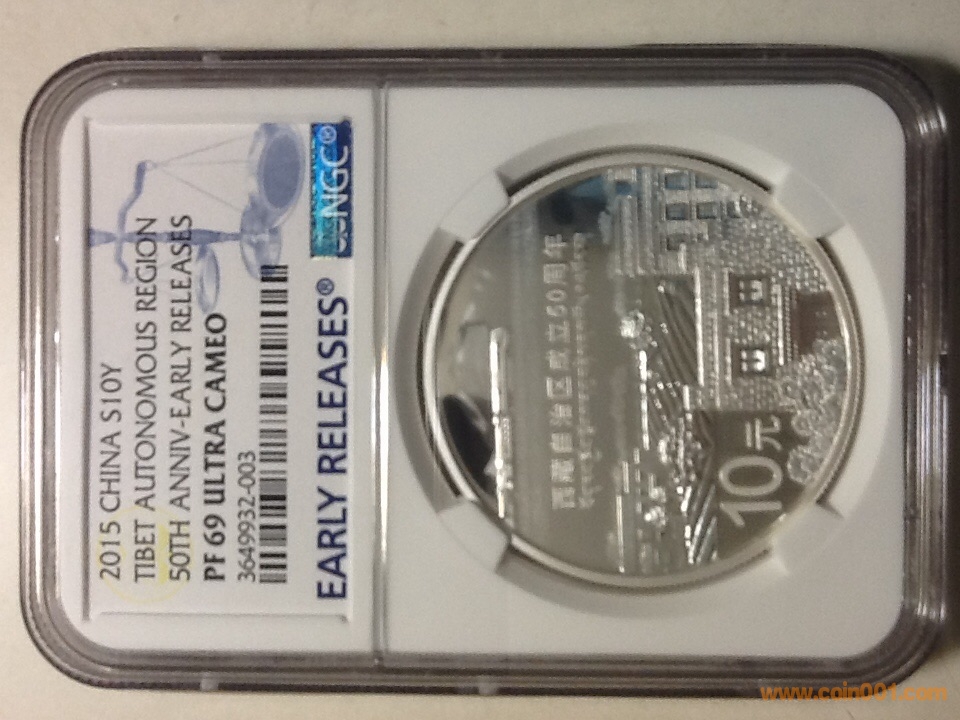 2015 CHINA S10Y
TIBET AUTONOMOUS REGION
50TH ANNIV-EARLY RELEASES
PF 69 ULTRA CAMEO
3649932-003
EARLY RELEASES®
NGC®
西藏自治区成立50周年
10元
www.coin001.com